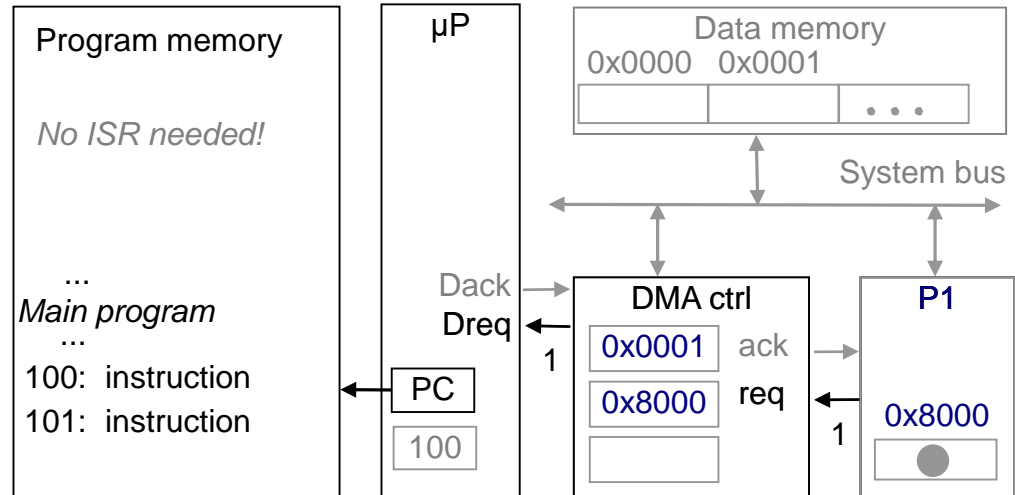 Program memory
No ISR needed!
...
Main program
...
100: instruction
101: instruction
µP
Dack
Dreq
1
PC
100
Data memory
0x0000 0x0001
...
System bus
DMA ctrl
0x0001 ack
0x8000 req
1
P1
0x8000